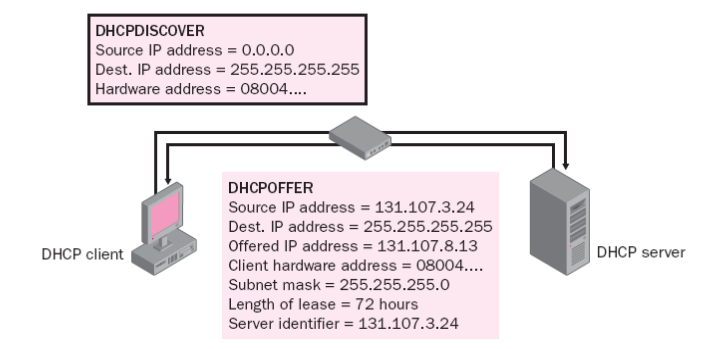 DHCPDISCOVER
Source IP address = 0.0.0.0
Dest. IP address = 255.255.255.255
Hardware address = 08004....
DHCP client
DHCPOFFER
Source IP address = 131.107.3.24
Dest. IP address = 255.255.255.255
Offered IP address = 131.107.8.13
Client hardware address = 08004....
Subnet mask = 255.255.255.0
Length of lease = 72 hours
Server identifier = 131.107.3.24
DHCP server